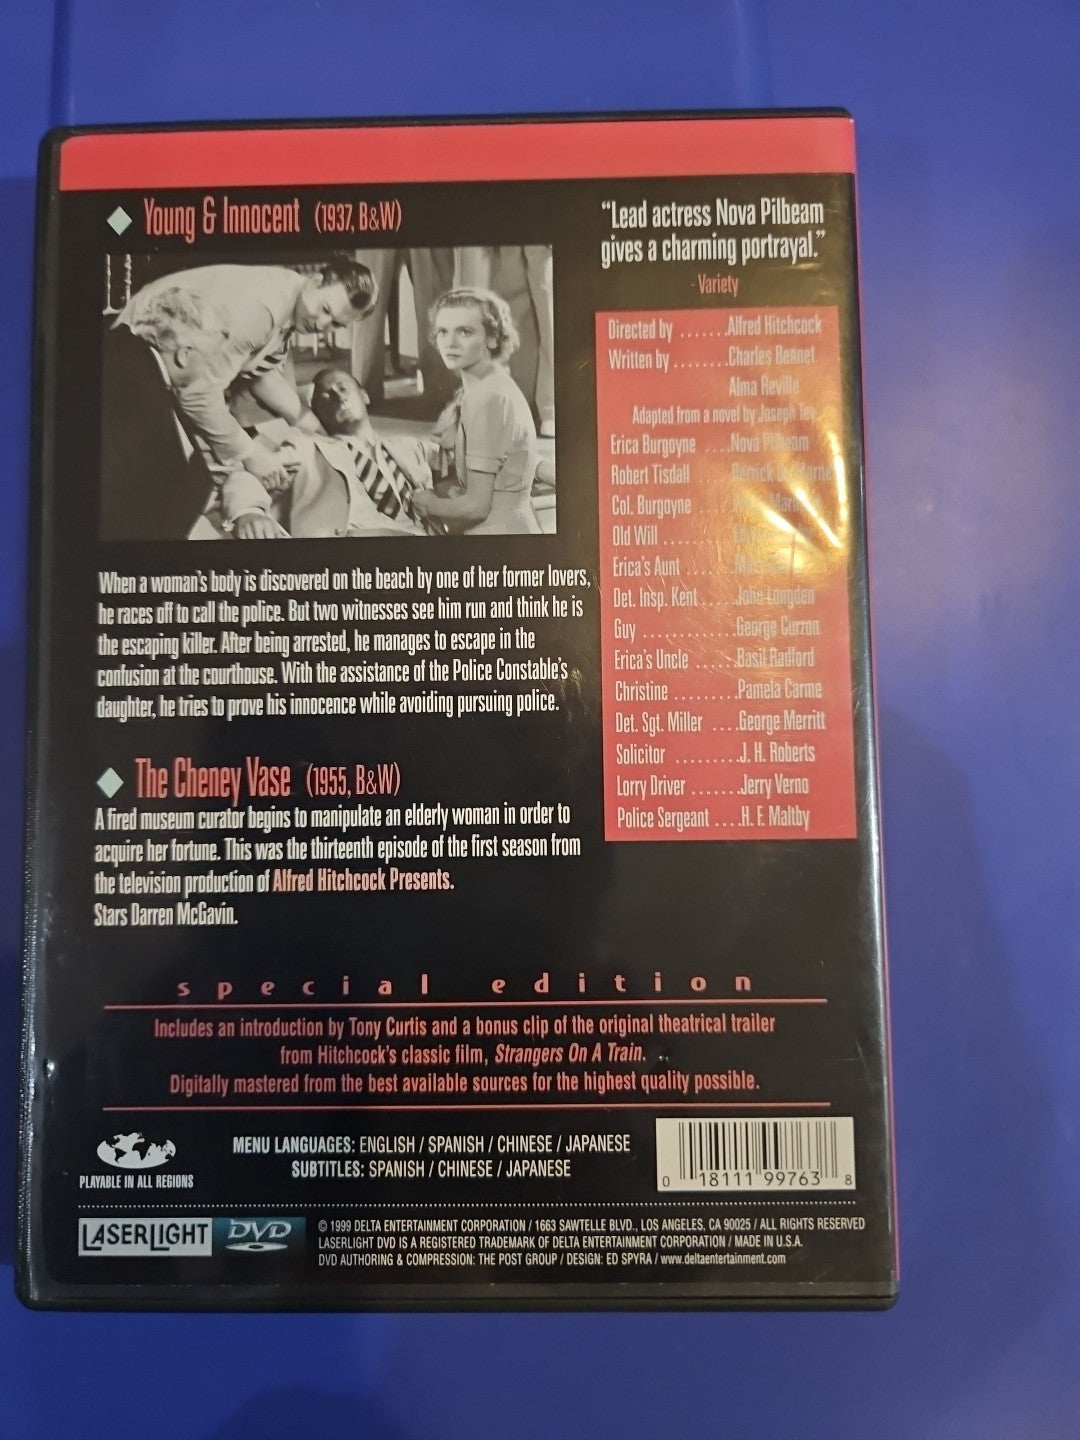 Young & Innocent (1937, B&W)
"Lead actress Nova Pilbeam
gives a charming portrayal."
- Variety
Directed by .......Alfred Hitchcock
Written by ........Charles Bennet
Alma Reville
Adapted from a novel by Joseph Tey
Erica Burgoyne ....Nova Pilbeam
Robert Tisdall ....Derrick
Col. Burgoyne .....
Old Will ..........
Erica's Aunt ......
Det. Insp. Kent .....John Longden
Guy .............George Curzon
Erica's Uncle ......Basil Radford
Christine .........Pamela Carme
Det. Sgt. Miller ....George Merritt
Solicitor .........J. H. Roberts
Lorry Driver .......Jerry Verno
Police Sergeant ....H. F. Maltby
When a woman's body is discovered on the beach by one of her former lovers,
he races off to call the police. But two witnesses see him run and think he is
the escaping killer. After being arrested, he manages to escape in the
confusion at the courthouse. With the assistance of the Police Constable's
daughter, he tries to prove his innocence while avoiding pursuing police.
The Cheney Vase (1955, B&W)
A fired museum curator begins to manipulate an elderly woman in order to
acquire her fortune. This was the thirteenth episode of the first season from
the television production of Alfred Hitchcock Presents.
Stars Darren McGavin.
special edition
Includes an introduction by Tony Curtis and a bonus clip of the original theatrical trailer
from Hitchcock's classic film, Strangers On A Train.
Digitally mastered from the best available sources for the highest quality possible.
PLAYABLE IN ALL REGIONS
MENU LANGUAGES: ENGLISH / SPANISH / CHINESE / JAPANESE
SUBTITLES: SPANISH / CHINESE / JAPANESE
0 18111 99763 8
LASERLIGHT DVD
© 1999 DELTA ENTERTAINMENT CORPORATION / 1663 SAWTELLE BLVD., LOS ANGELES, CA 90025 / ALL RIGHTS RESERVED
LASERLIGHT DVD IS A REGISTERED TRADEMARK OF DELTA ENTERTAINMENT CORPORATION / MADE IN U.S.A.
DVD AUTHORING & COMPRESSION: THE POST GROUP / DESIGN: ED SPYRA / www.deltaentertainment.com